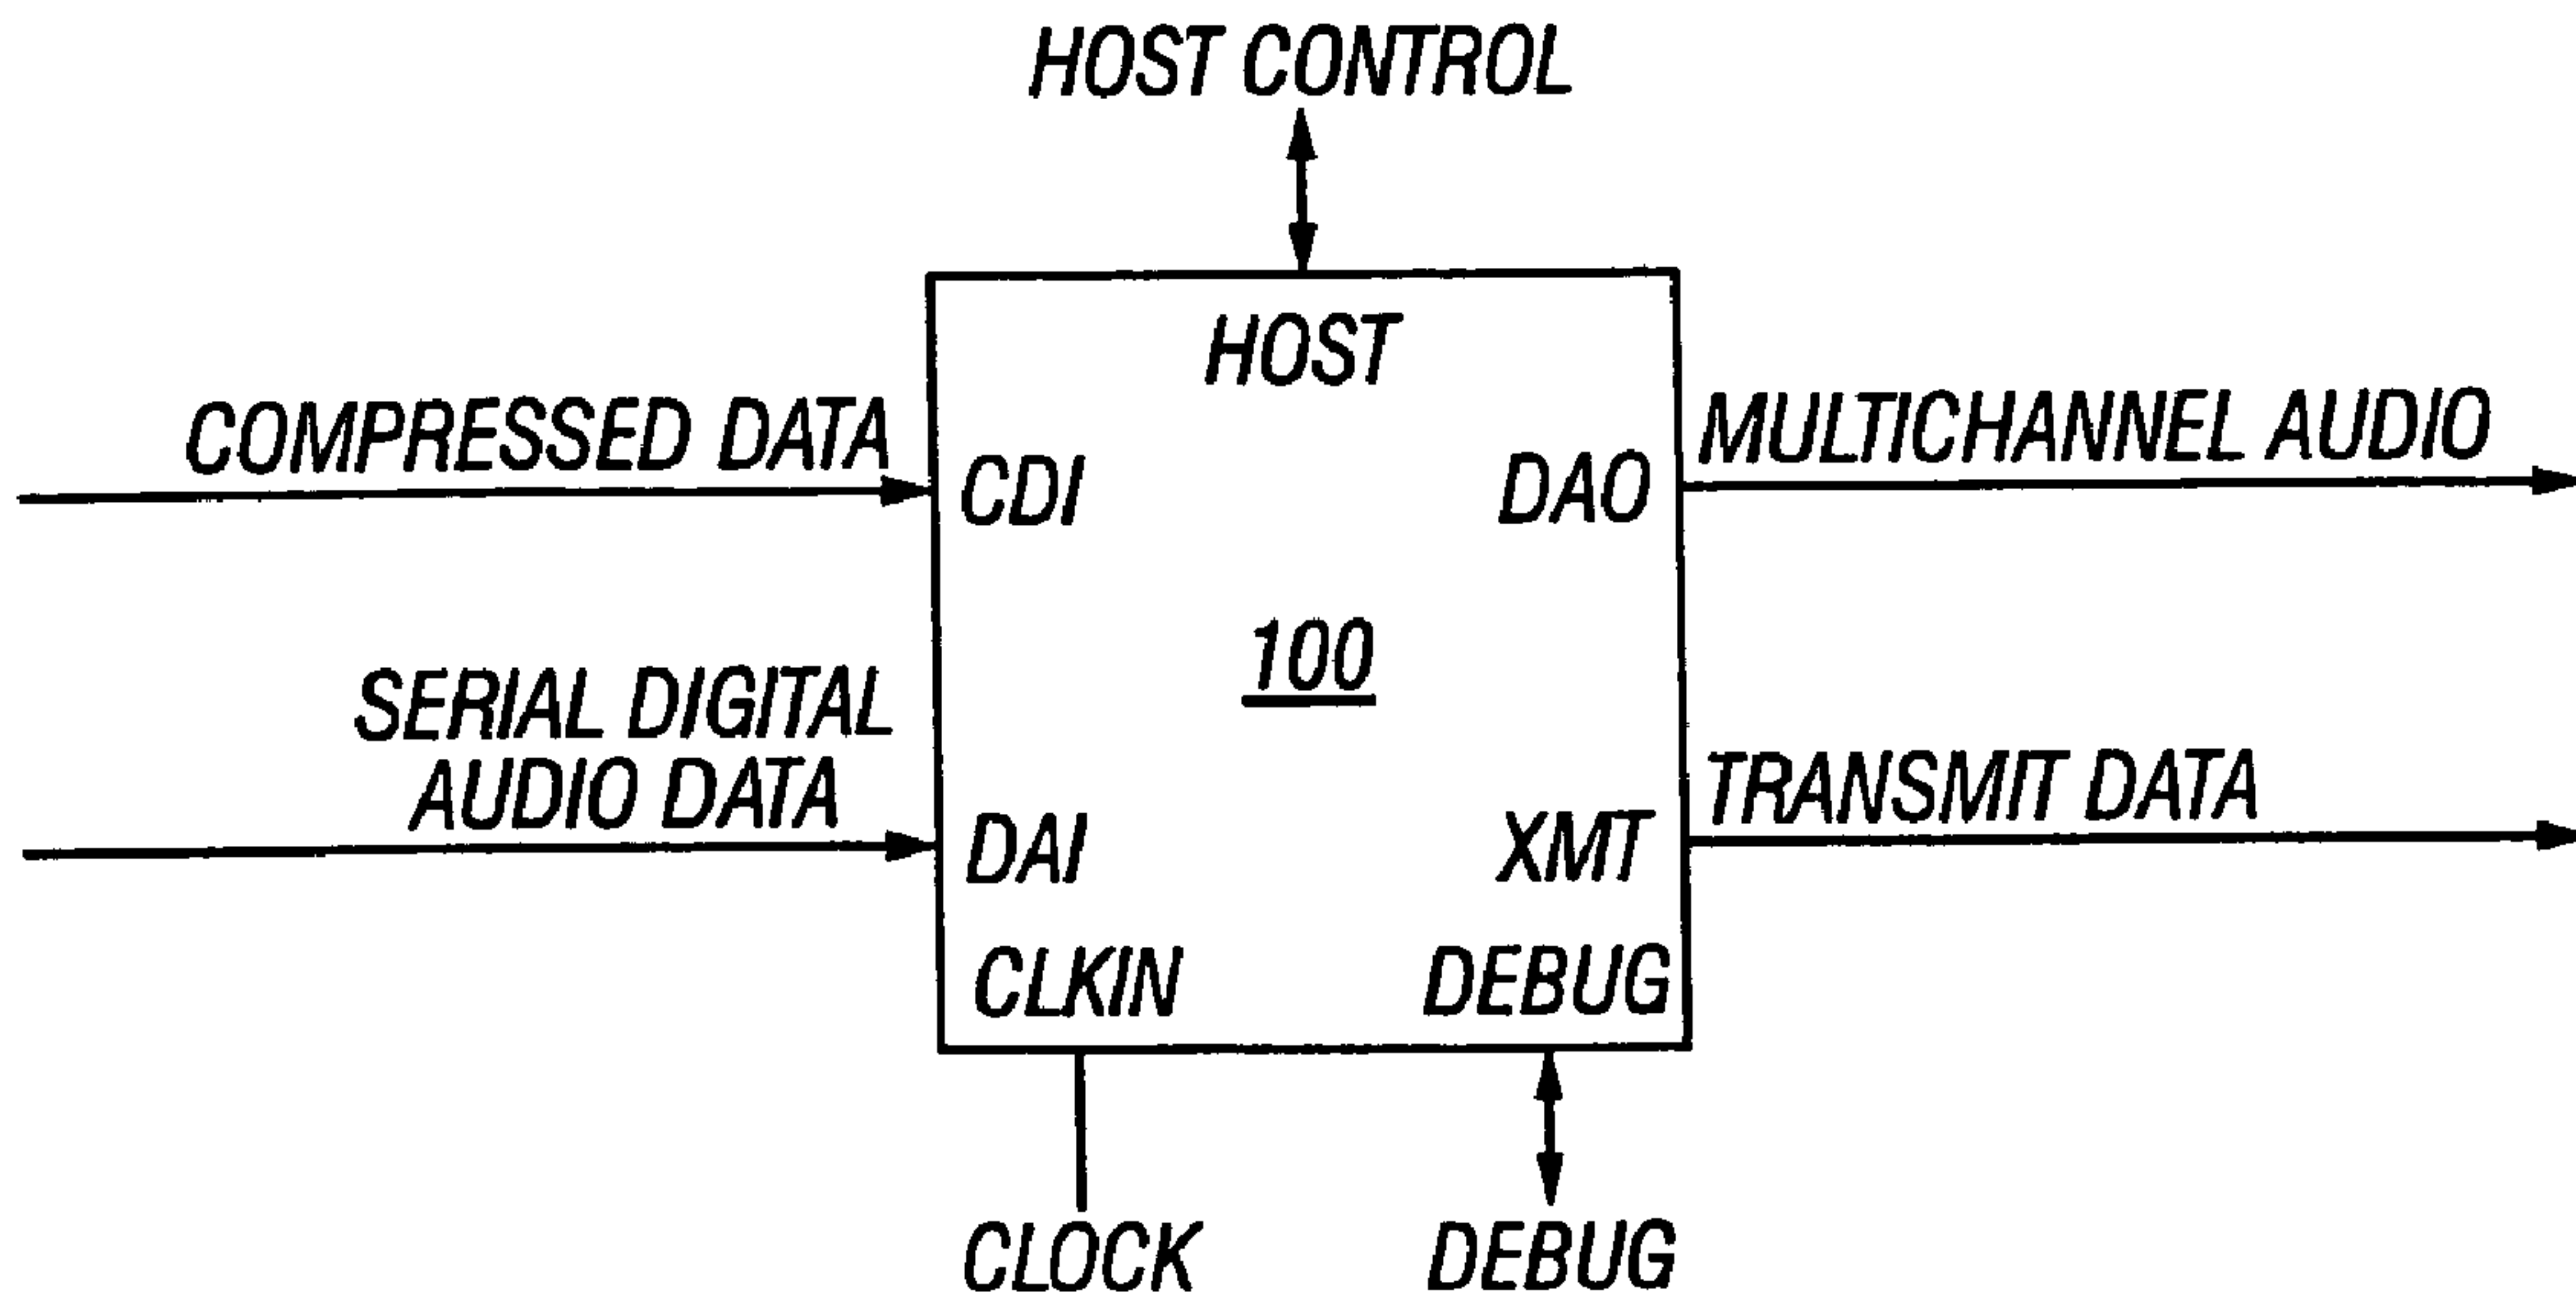 HOST CONTROL
HOST
COMPRESSED DATA
CDI
DAO
MULTICHANNEL AUDIO
100
SERIAL DIGITAL
AUDIO DATA
DAI
XMT
TRANSMIT DATA
CLKIN
DEBUG
CLOCK
DEBUG